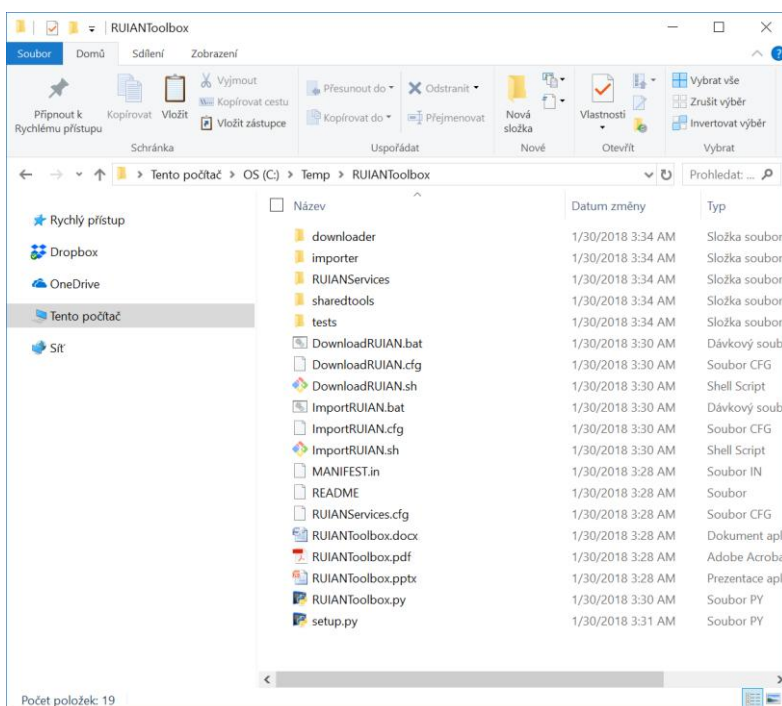 RUIANToolbox
Soubor Domů Sdílení Zobrazení
Připnout k Rychlému přístupu
Kopírovat
Vložit
Vyjmout
Kopírovat cestu
Vložit zástupce
Schránka
Přesunout do
Kopírovat do
Odstranit
Přejmenovat
Uspořádat
Nová složka
Nové
Vlastnosti
Otevřít
Vybrat vše
Zrušit výběr
Invertovat výběr
Vybrat
Tento počítač > OS (C:) > Temp > RUIANToolbox
Prohledat: ...
Rychlý přístup
Dropbox
OneDrive
Tento počítač
Síť
Název Datum změny Typ
downloader 1/30/2018 3:34 AM Složka soubor
importer 1/30/2018 3:34 AM Složka soubor
RUIANServices 1/30/2018 3:34 AM Složka soubor
sharedtools 1/30/2018 3:34 AM Složka soubor
tests 1/30/2018 3:34 AM Složka soubor
DownloadRUIAN.bat 1/30/2018 3:30 AM Dávkový soub
DownloadRUIAN.cfg 1/30/2018 3:30 AM Soubor CFG
DownloadRUIAN.sh 1/30/2018 3:30 AM Shell Script
ImportRUIAN.bat 1/30/2018 3:30 AM Dávkový soub
ImportRUIAN.cfg 1/30/2018 3:30 AM Soubor CFG
ImportRUIAN.sh 1/30/2018 3:30 AM Shell Script
MANIFEST.in 1/30/2018 3:28 AM Soubor IN
README 1/30/2018 3:28 AM Soubor
RUIANServices.cfg 1/30/2018 3:28 AM Soubor CFG
RUIANToolbox.docx 1/30/2018 3:28 AM Dokument apl
RUIANToolbox.pdf 1/30/2018 3:28 AM Adobe Acroba
RUIANToolbox.pptx 1/30/2018 3:28 AM Prezentace apl
RUIANToolbox.py 1/30/2018 3:30 AM Soubor PY
setup.py 1/30/2018 3:31 AM Soubor PY
Počet položek: 19